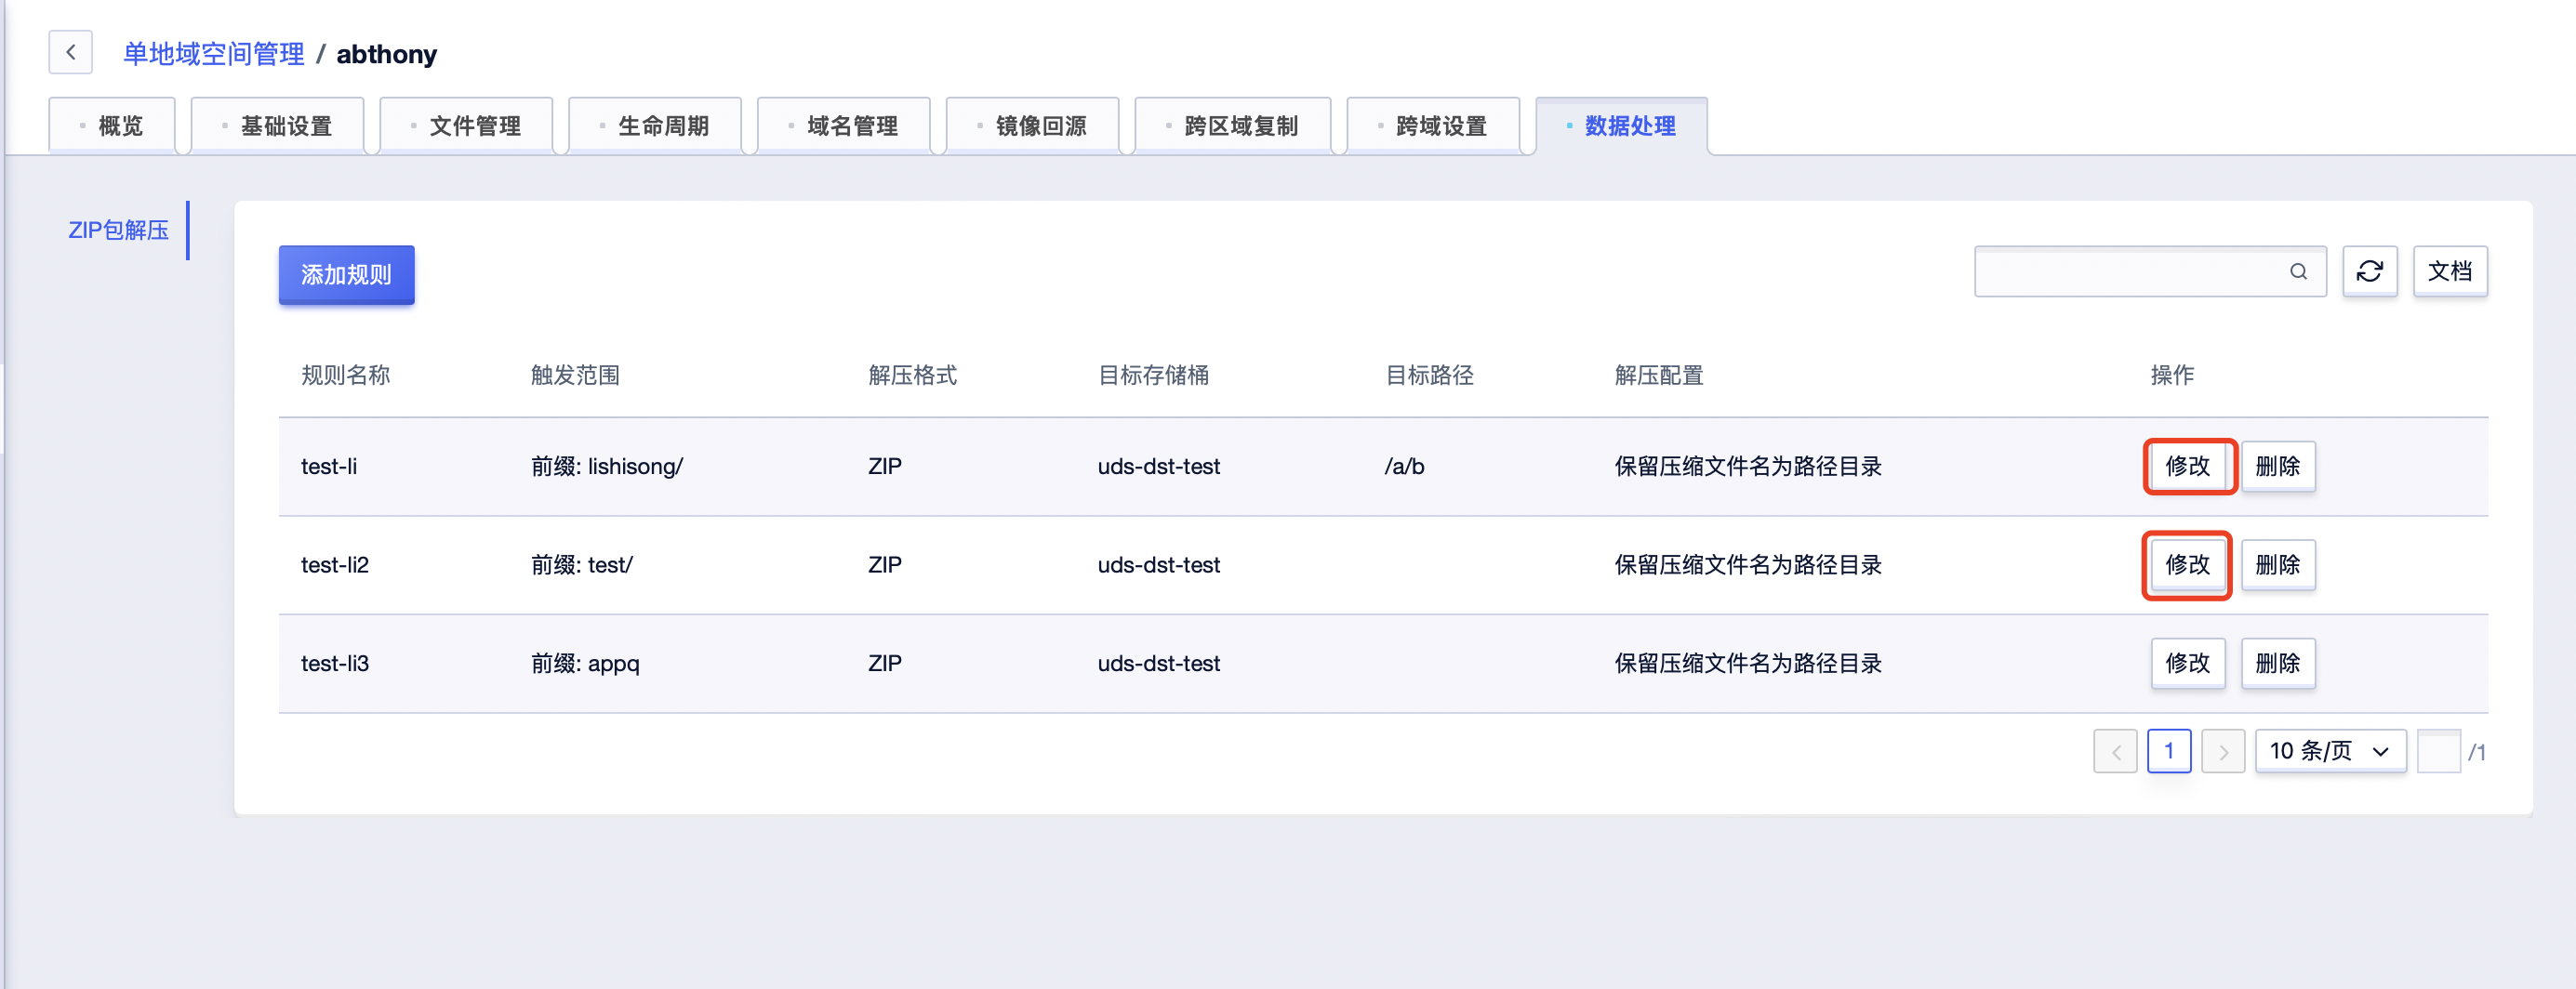 单地域空间管理 / abthony
概览 基础设置 文件管理 生命周期 域名管理 镜像回源 跨区域复制 跨域设置 数据处理
ZIP包解压
添加规则 文档
规则名称 触发范围 解压格式 目标存储桶 目标路径 解压配置 操作
test-li 前缀: lishisong/ ZIP uds-dst-test /a/b 保留压缩文件名为路径目录 修改 删除
test-li2 前缀: test/ ZIP uds-dst-test 保留压缩文件名为路径目录 修改 删除
test-li3 前缀: appq ZIP uds-dst-test 保留压缩文件名为路径目录 修改 删除
1 10 条/页 /1